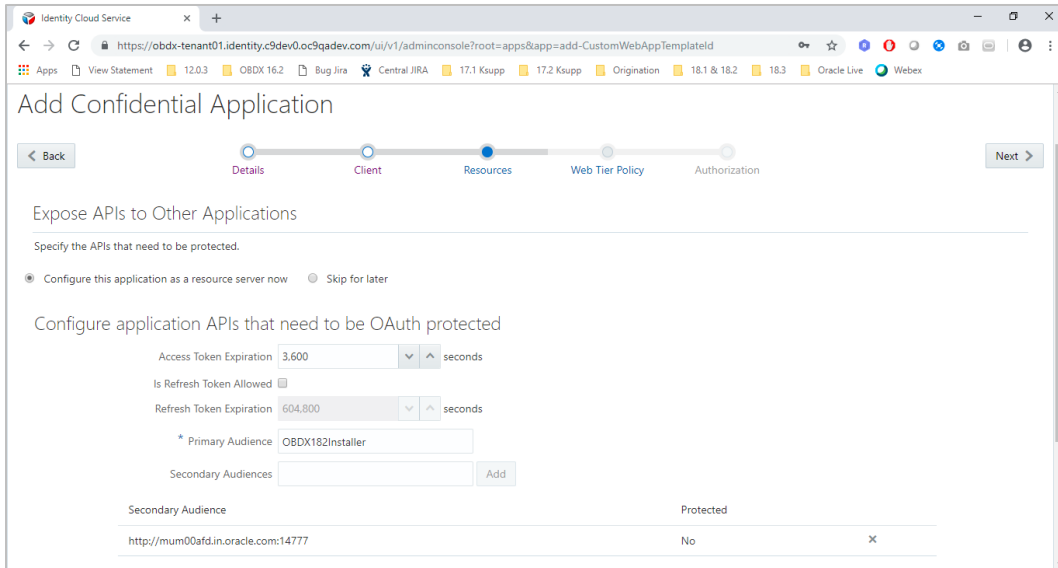 Identity Cloud Service
https://obdx-tenant01.identity.c9dev0.oc9qadev.com/ui/v1/adminconsole?root=apps&app=add-CustomWebAppTemplateId
Apps View Statement 12.0.3 OBDX 16.2 Bug Jira Central JIRA 17.1 Ksupp 17.2 Ksupp Origination 18.1 & 18.2 18.3 Oracle Live Webex
Add Confidential Application
Back
Details Client Resources Web Tier Policy Authorization
Next
Expose APIs to Other Applications
Specify the APIs that need to be protected.
Configure this application as a resource server now Skip for later
Configure application APIs that need to be OAuth protected
Access Token Expiration 3,600 seconds
Is Refresh Token Allowed
Refresh Token Expiration 604,800 seconds
* Primary Audience OBDX182Installer
Secondary Audiences Add
Secondary Audience Protected
http://mum00afd.in.oracle.com:14777 No